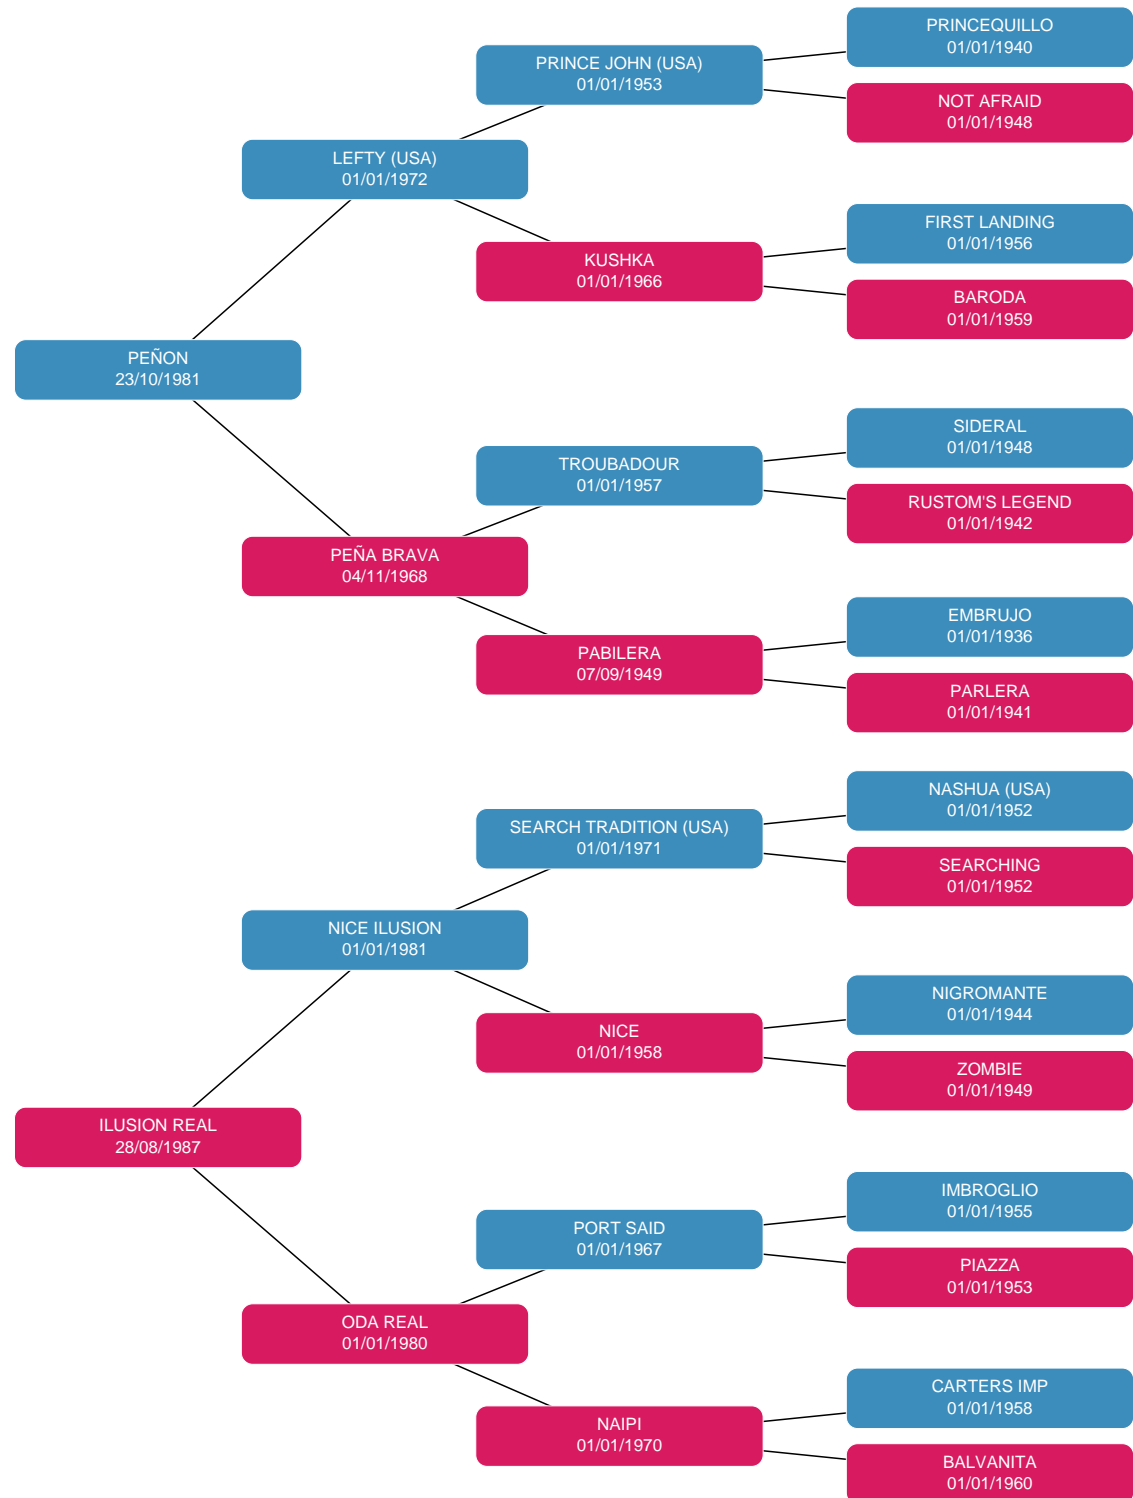 PRINCEQUILLO
01/01/1940
PRINCE JOHN (USA)
01/01/1953
NOT AFRAID
01/01/1948
LEFTY (USA)
01/01/1972
FIRST LANDING
01/01/1956
KUSHKA
01/01/1966
BARODA
01/01/1959
PEÑON
23/10/1981
SIDERAL
01/01/1948
TROUBADOUR
01/01/1957
RUSTOM'S LEGEND
01/01/1942
PEÑA BRAVA
04/11/1968
EMBRUJO
01/01/1936
PABILERA
07/09/1949
PARLERA
01/01/1941
NASHUA (USA)
01/01/1952
SEARCH TRADITION (USA)
01/01/1971
SEARCHING
01/01/1952
NICE ILUSION
01/01/1981
NIGROMANTE
01/01/1944
NICE
01/01/1958
ZOMBIE
01/01/1949
ILUSION REAL
28/08/1987
IMBROGLIO
01/01/1955
PORT SAID
01/01/1967
PIAZZA
01/01/1953
ODA REAL
01/01/1980
CARTERS IMP
01/01/1958
NAIPI
01/01/1970
BALVANITA
01/01/1960